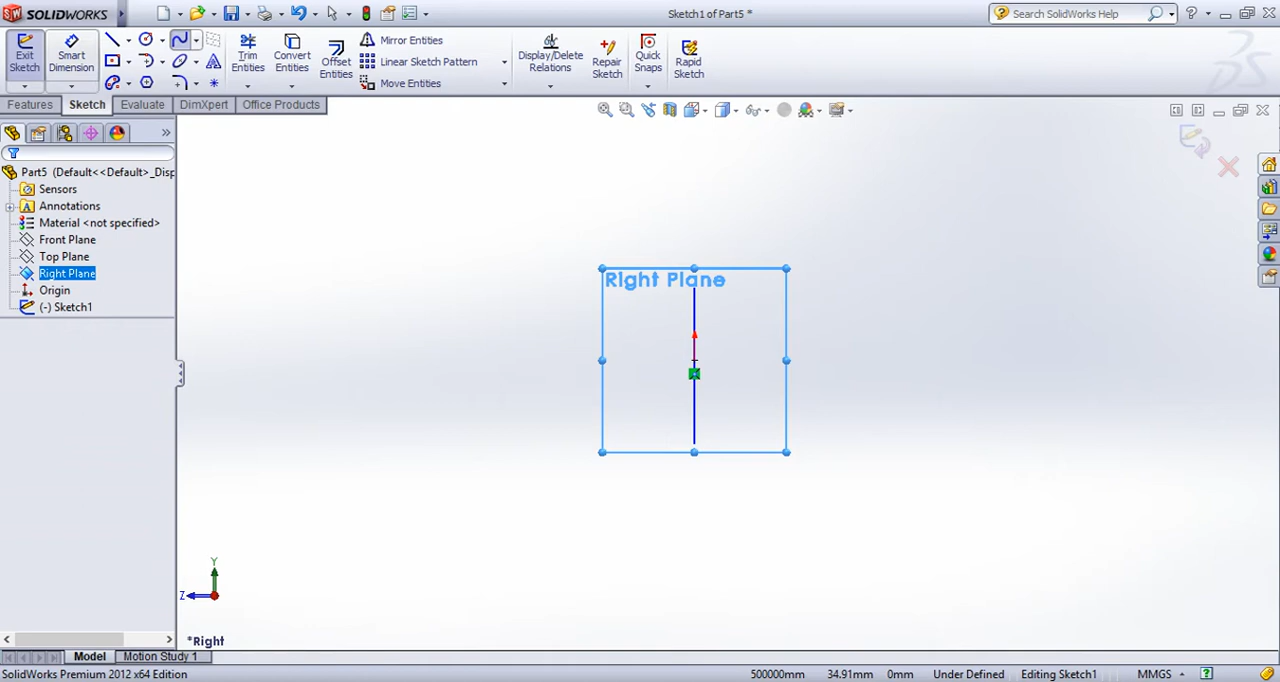 SOLIDWORKS
Sketch1 of Part5 *
Search SolidWorks Help
Exit Sketch
Smart Dimension
Trim Entities
Convert Entities
Offset Entities
Mirror Entities
Linear Sketch Pattern
Move Entities
Display/Delete Relations
Repair Sketch
Quick Snaps
Rapid Sketch
Features
Sketch
Evaluate
DimXpert
Office Products
Part5 (Default<<Default>_Disp
Sensors
Annotations
Material <not specified>
Front Plane
Top Plane
Right Plane
Origin
(-) Sketch1
Right Plane
Y
Z
*Right
Model
Motion Study 1
SolidWorks Premium 2012 x64 Edition
500000mm
34.91mm
0mm
Under Defined
Editing Sketch1
MMGS